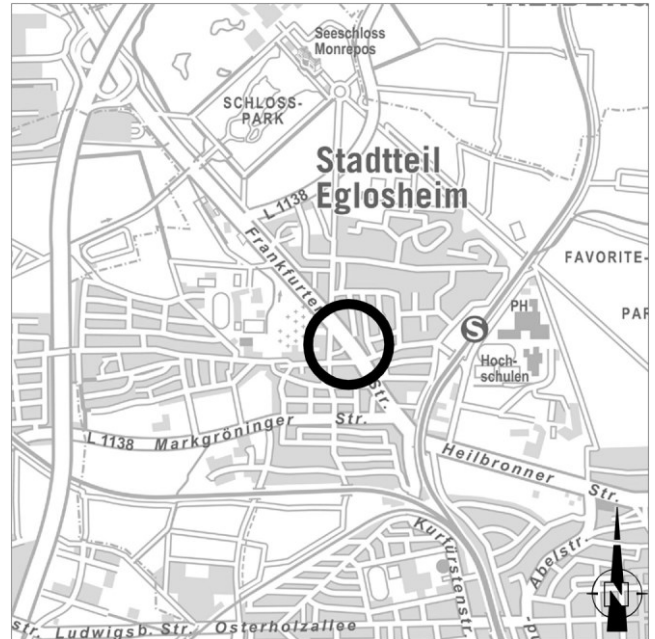 Seeschloss
Monrepos
SCHLOSS-
PARK
Stadtteil
Eglosheim
L 1138
Frankfurter
Str.
FAVORITE-
PAR
PH
S
Hoch-
schulen
L 1138 Markgröninger Str.
Heilbronner Str.
Kurfürstenstr.
Abelstr.
N
str. Ludwigsb. Str. Osterholzallee